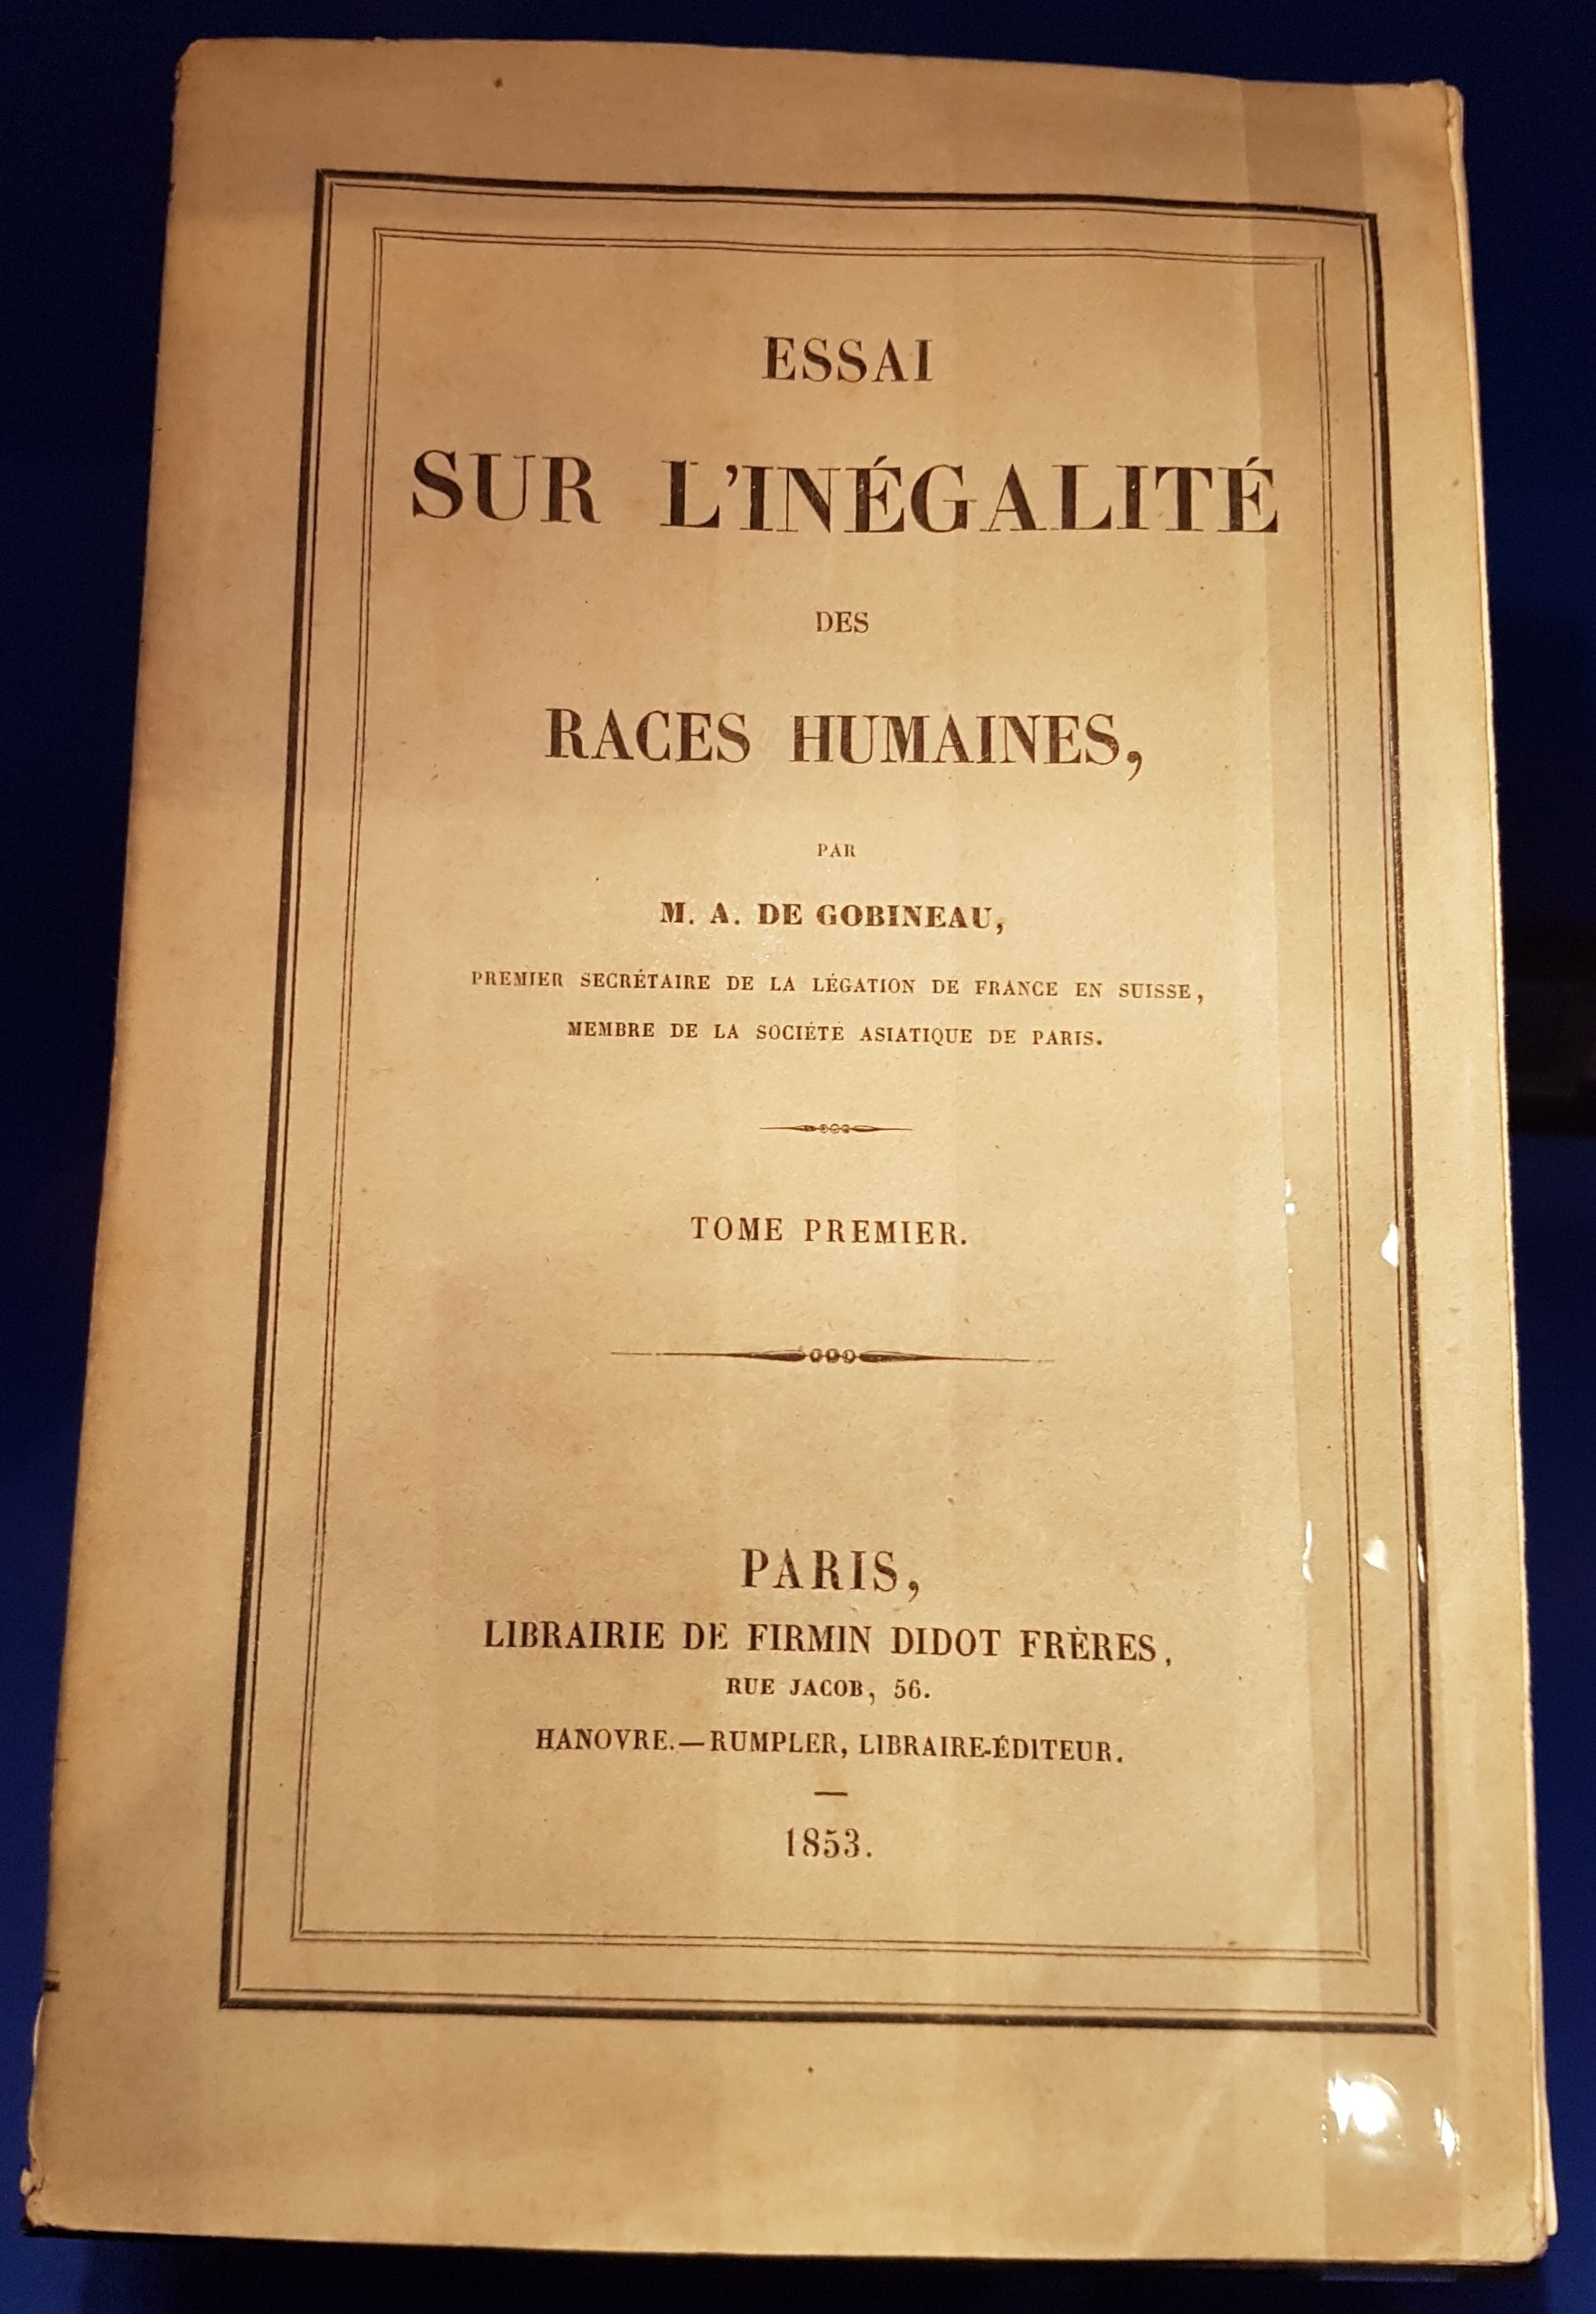 ESSAI
SUR L'INÉGALITÉ
DES
RACES HUMAINES,
PAR
M. A. DE GOBINEAU,
PREMIER SECRÉTAIRE DE LA LÉGATION DE FRANCE EN SUISSE,
MEMBRE DE LA SOCIÉTÉ ASIATIQUE DE PARIS.
TOME PREMIER.
PARIS,
LIBRAIRIE DE FIRMIN DIDOT FRÈRES,
RUE JACOB, 56.
HANOVRE.—RUMPLER, LIBRAIRE-ÉDITEUR.
1853.